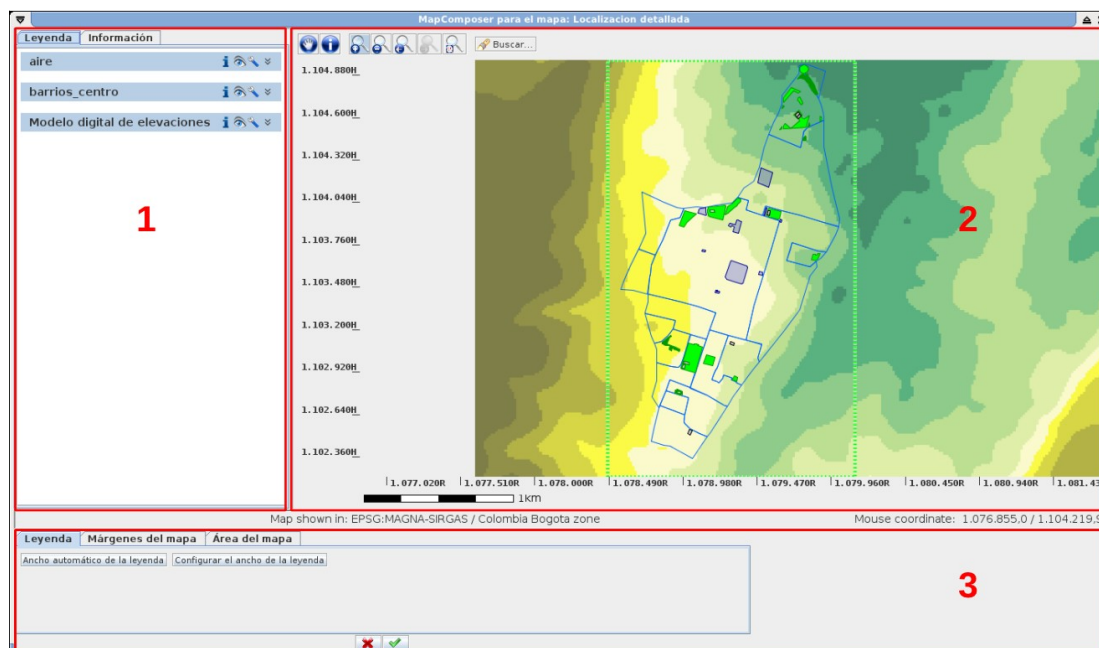 MapComposer para el mapa: Localizacion detallada
Leyenda Información
aire
barrios_centro
Modelo digital de elevaciones
1
Buscar...
1.104.880H
1.104.600H
1.104.320H
1.104.040H
1.103.760H
1.103.480H
1.103.200H
1.102.920H
1.102.640H
1.102.360H
2
1.077.020R 1.077.510R 1.078.000R 1.078.490R 1.078.980R 1.079.470R 1.079.960R 1.080.450R 1.080.940R 1.081.43
1Km
Map shown in: EPSG:MAGNA-SIRGAS / Colombia Bogota zone Mouse coordinate: 1.076.855,0 / 1.104.219,9
Leyenda Márgenes del mapa Área del mapa
Ancho automático de la leyenda Configurar el ancho de la leyenda
3